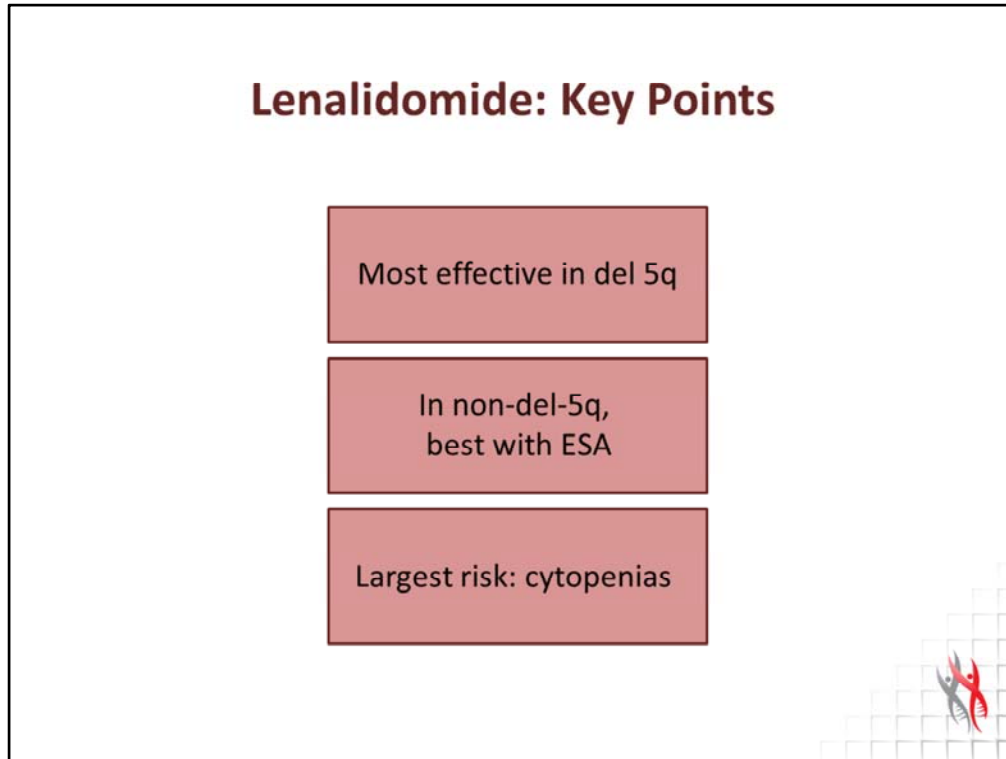 Lenalidomide: Key Points
Most effective in del 5q
In non-del-5q,
best with ESA
Largest risk: cytopenias